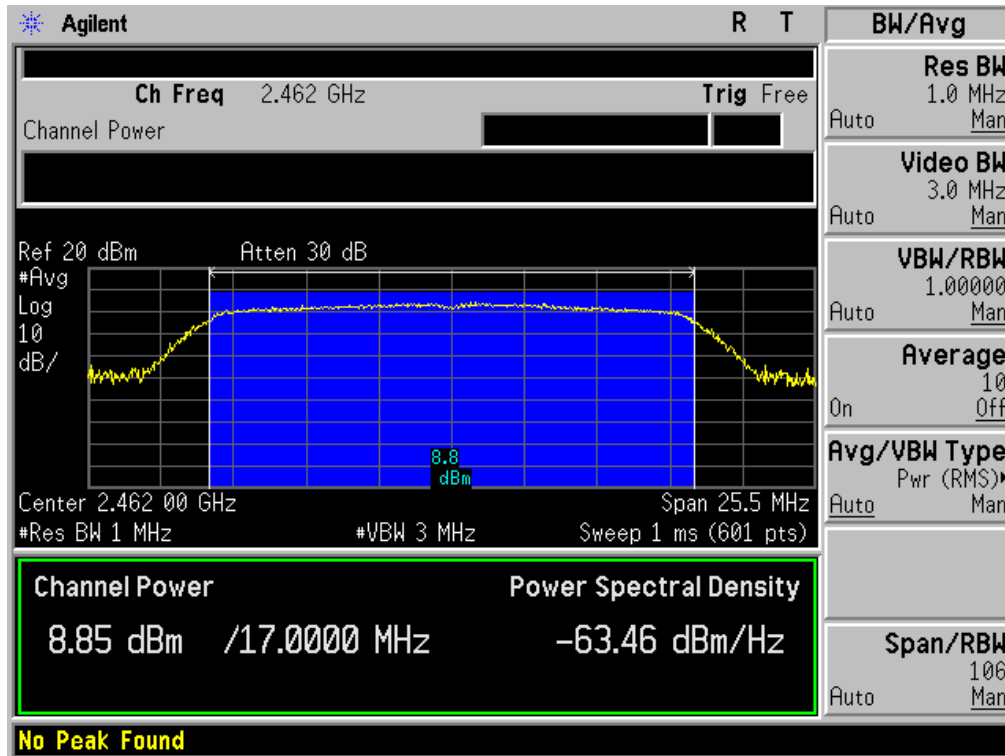 Agilent R T
Ch Freq 2.462 GHz Trig Free
Channel Power
Ref 20 dBm Atten 30 dB
#Avg
Log
10
dB/
8.8
dBm
Center 2.462 00 GHz Span 25.5 MHz
#Res BW 1 MHz #VBW 3 MHz Sweep 1 ms (601 pts)
Channel Power Power Spectral Density
8.85 dBm /17.0000 MHz -63.46 dBm/Hz
No Peak Found
BW/Avg
Res BW
1.0 MHz
Auto Man
Video BW
3.0 MHz
Auto Man
VBW/RBW
1.00000
Auto Man
Average
10
On Off
Avg/VBW Type
Pwr (RMS)
Auto Man
Span/RBW
106
Auto Man